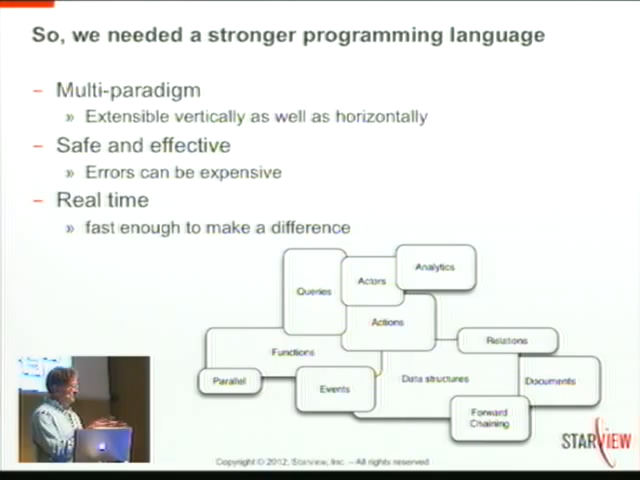 So, we needed a stronger programming language
– Multi-paradigm
» Extensible vertically as well as horizontally
– Safe and effective
» Errors can be expensive
– Real time
» fast enough to make a difference
Analytics
Actors
Queries
Actions
Relations
Functions
Parallel
Events
Data structures
Documents
Forward
Chaining
STARVIEW
Copyright © 2012, Starview, Inc. – All rights reserved